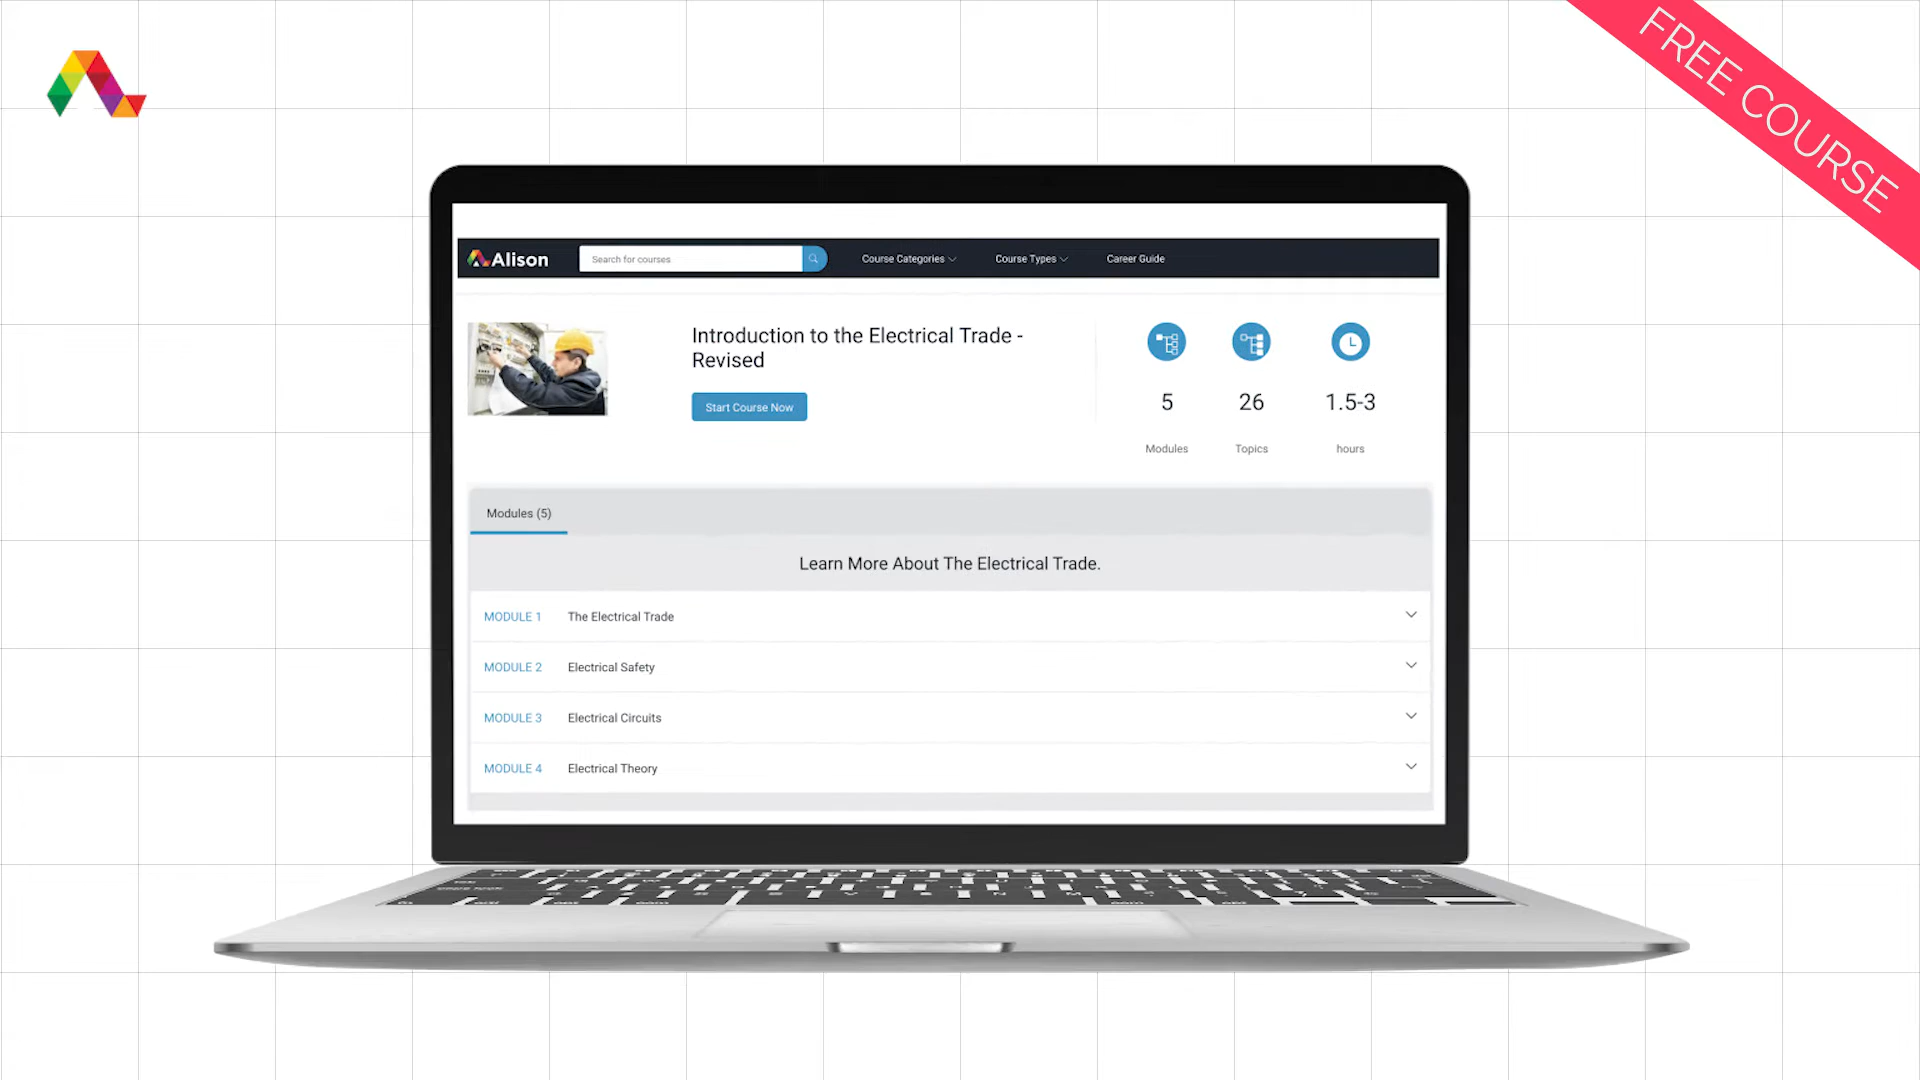 FREE COURSE
Alison
Search for courses
Course Categories
Course Types
Career Guide
Introduction to the Electrical Trade -
Revised
Start Course Now
5
26
1.5-3
Modules
Topics
hours
Modules (5)
Learn More About The Electrical Trade.
MODULE 1 The Electrical Trade
MODULE 2 Electrical Safety
MODULE 3 Electrical Circuits
MODULE 4 Electrical Theory